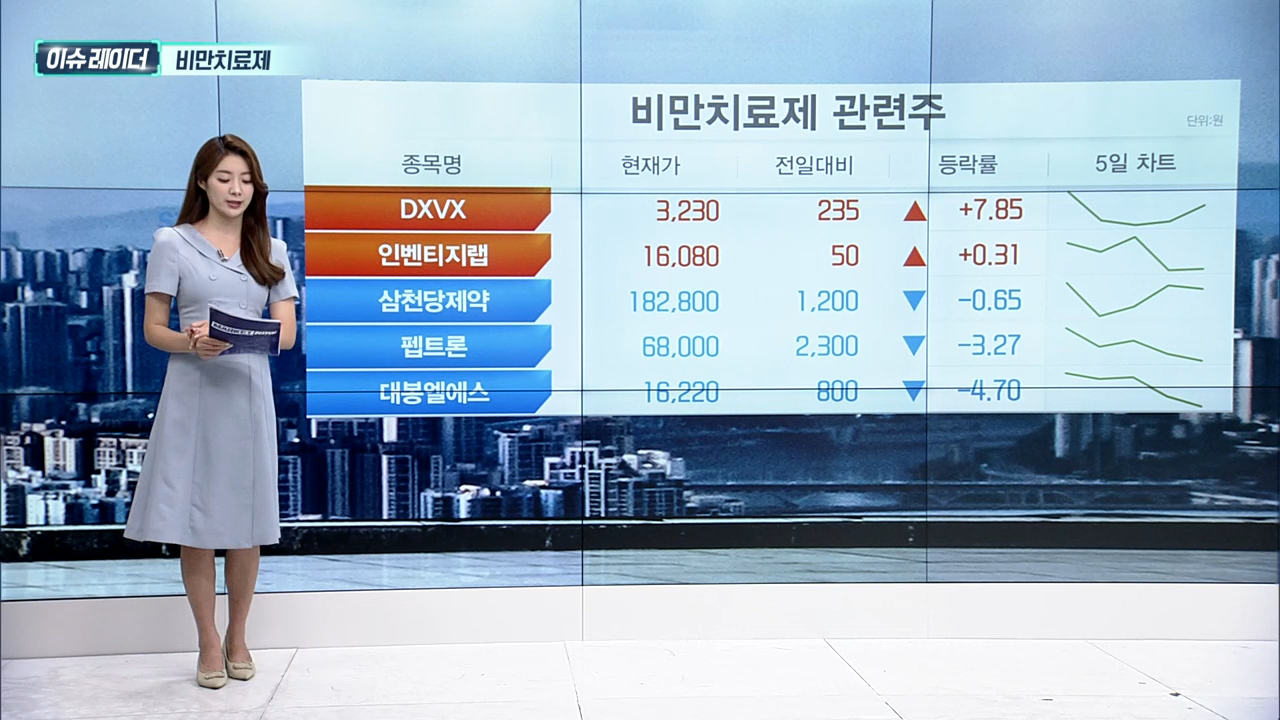 이슈레이더 비만치료제
비만치료제 관련주
단위:원
종목명 현재가 전일대비 등락률 5일 차트
DXVX 3,230 235 ▲ +7.85
인벤티지랩 16,080 50 ▲ +0.31
삼천당제약 182,800 1,200 ▼ -0.65
펩트론 68,000 2,300 ▼ -3.27
대봉엘에스 16,220 800 ▼ -4.70